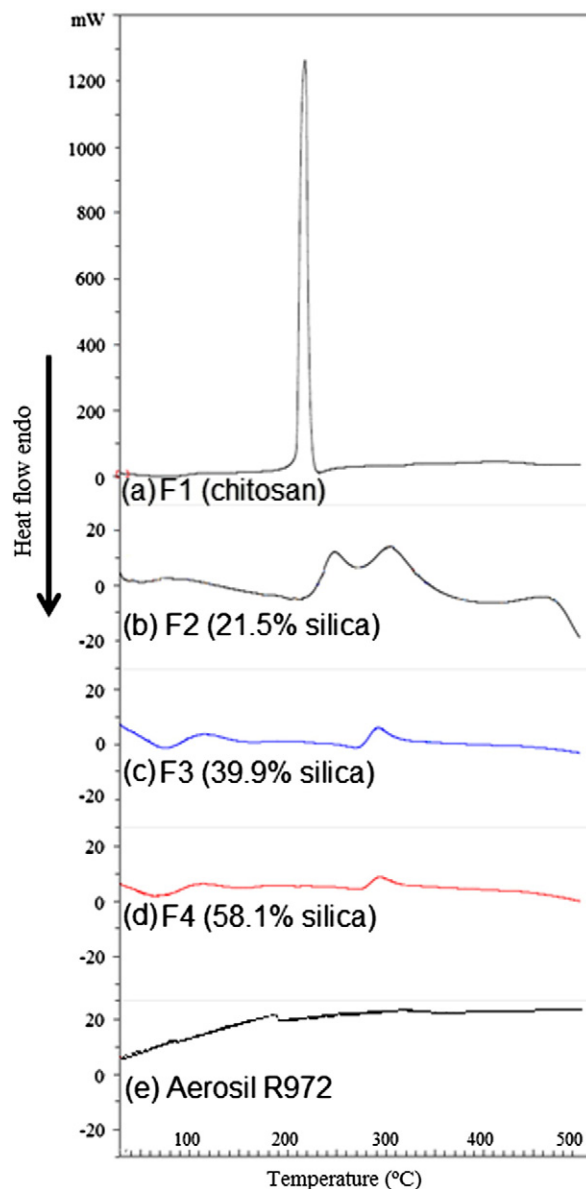 mW
1200
1000
800
600
400
200
0
(a) F1 (chitosan)
20
0
-20
(b) F2 (21.5% silica)
20
0
-20
(c) F3 (39.9% silica)
20
0
-20
(d) F4 (58.1% silica)
20
0
-20
(e) Aerosil R972
100 200 300 400 500
Temperature (ºC)
Heat flow endo